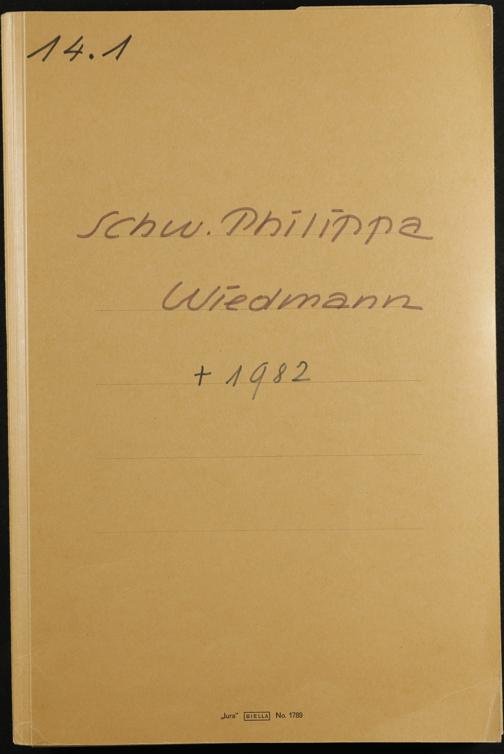 14.1
Schw. Philippa
Wiedmann
+ 1982
„Jura" BIELLA No. 1789